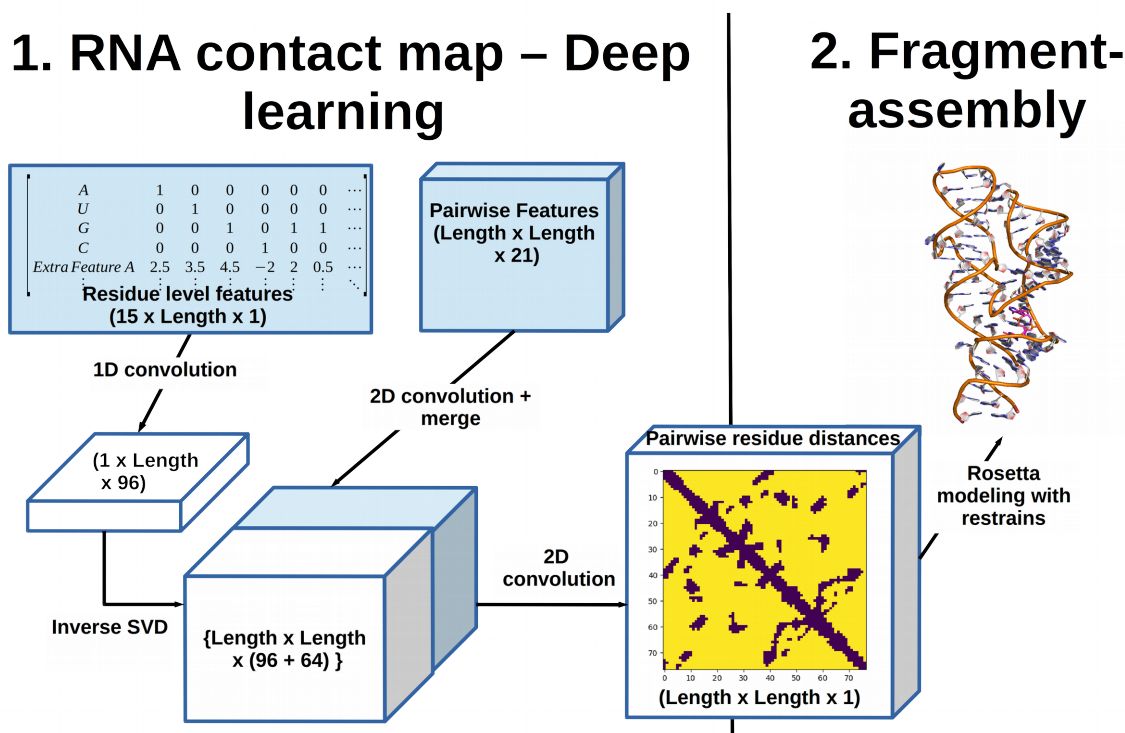 1. RNA contact map – Deep
learning
2. Fragment-
assembly
A 1 0 0 0 0 0 ⋯
U 0 1 0 0 0 0 ⋯
G 0 0 1 0 1 1 ⋯
C 0 0 0 1 0 0 ⋯
Extra Feature A 2.5 3.5 4.5 −2 2 0.5 ⋯
⋮ ⋮ ⋮ ⋮ ⋮ ⋮ ⋮ ⋱
Residue level features
(15 x Length x 1)
Pairwise Features
(Length x Length
x 21)
1D convolution
2D convolution +
merge
(1 x Length
x 96)
Inverse SVD
{Length x Length
x (96 + 64) }
2D
convolution
Pairwise residue distances
0
10
20
30
40
50
60
70
0 10 20 30 40 50 60 70
(Length x Length x 1)
Rosetta
modeling with
restrains